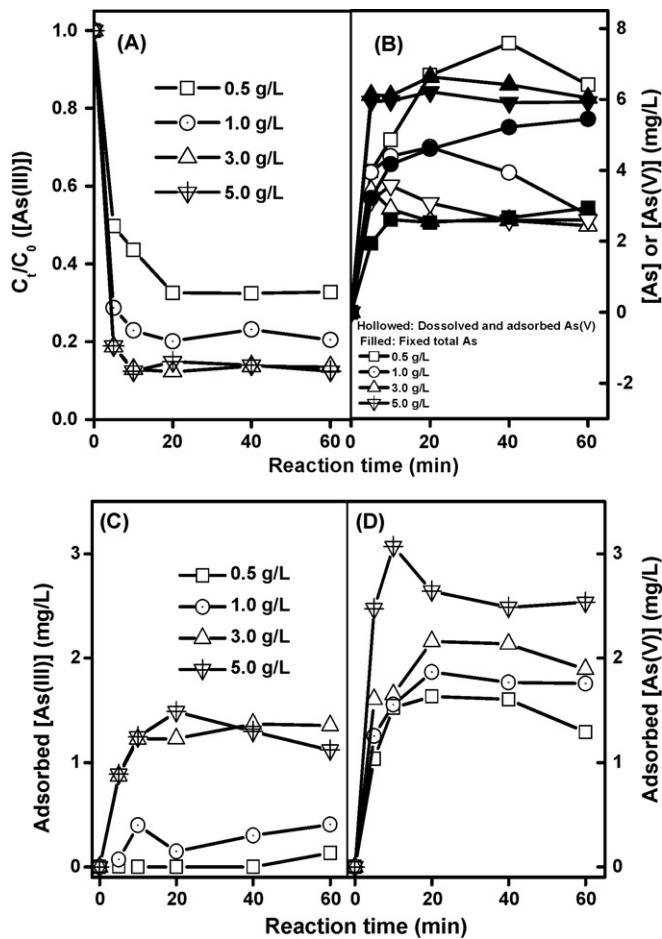 (A)
0.5 g/L
1.0 g/L
3.0 g/L
5.0 g/L
Ct/C0 ([As(III)])
1.0
0.8
0.6
0.4
0.2
0.0
0
20
40
60
(B)
Hollowed: Dossolved and adsorbed As(V)
Filled: Fixed total As
0.5 g/L
1.0 g/L
3.0 g/L
5.0 g/L
8
6
4
2
0
-2
[As] or [As(V)] (mg/L)
0
20
40
60
Reaction time (min)
(C)
0.5 g/L
1.0 g/L
3.0 g/L
5.0 g/L
Adsorbed [As(III)] (mg/L)
3
2
1
0
0
20
40
60
(D)
3
2
1
0
Adsorbed [As(V)] (mg/L)
0
20
40
60
Reaction time (min)